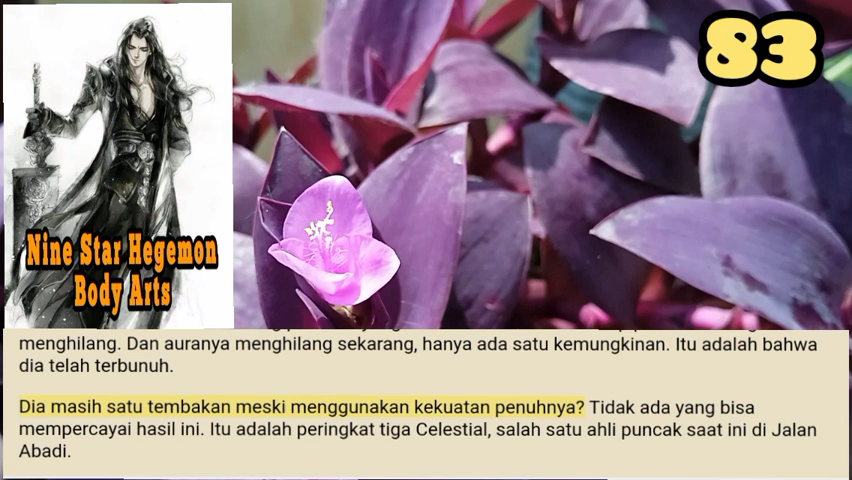 83
Nine Star Hegemon
Body Arts
menghilang. Dan auranya menghilang sekarang, hanya ada satu kemungkinan. Itu adalah bahwa
dia telah terbunuh.
Dia masih satu tembakan meski menggunakan kekuatan penuhnya? Tidak ada yang bisa
mempercayai hasil ini. Itu adalah peringkat tiga Celestial, salah satu ahli puncak saat ini di Jalan
Abadi.